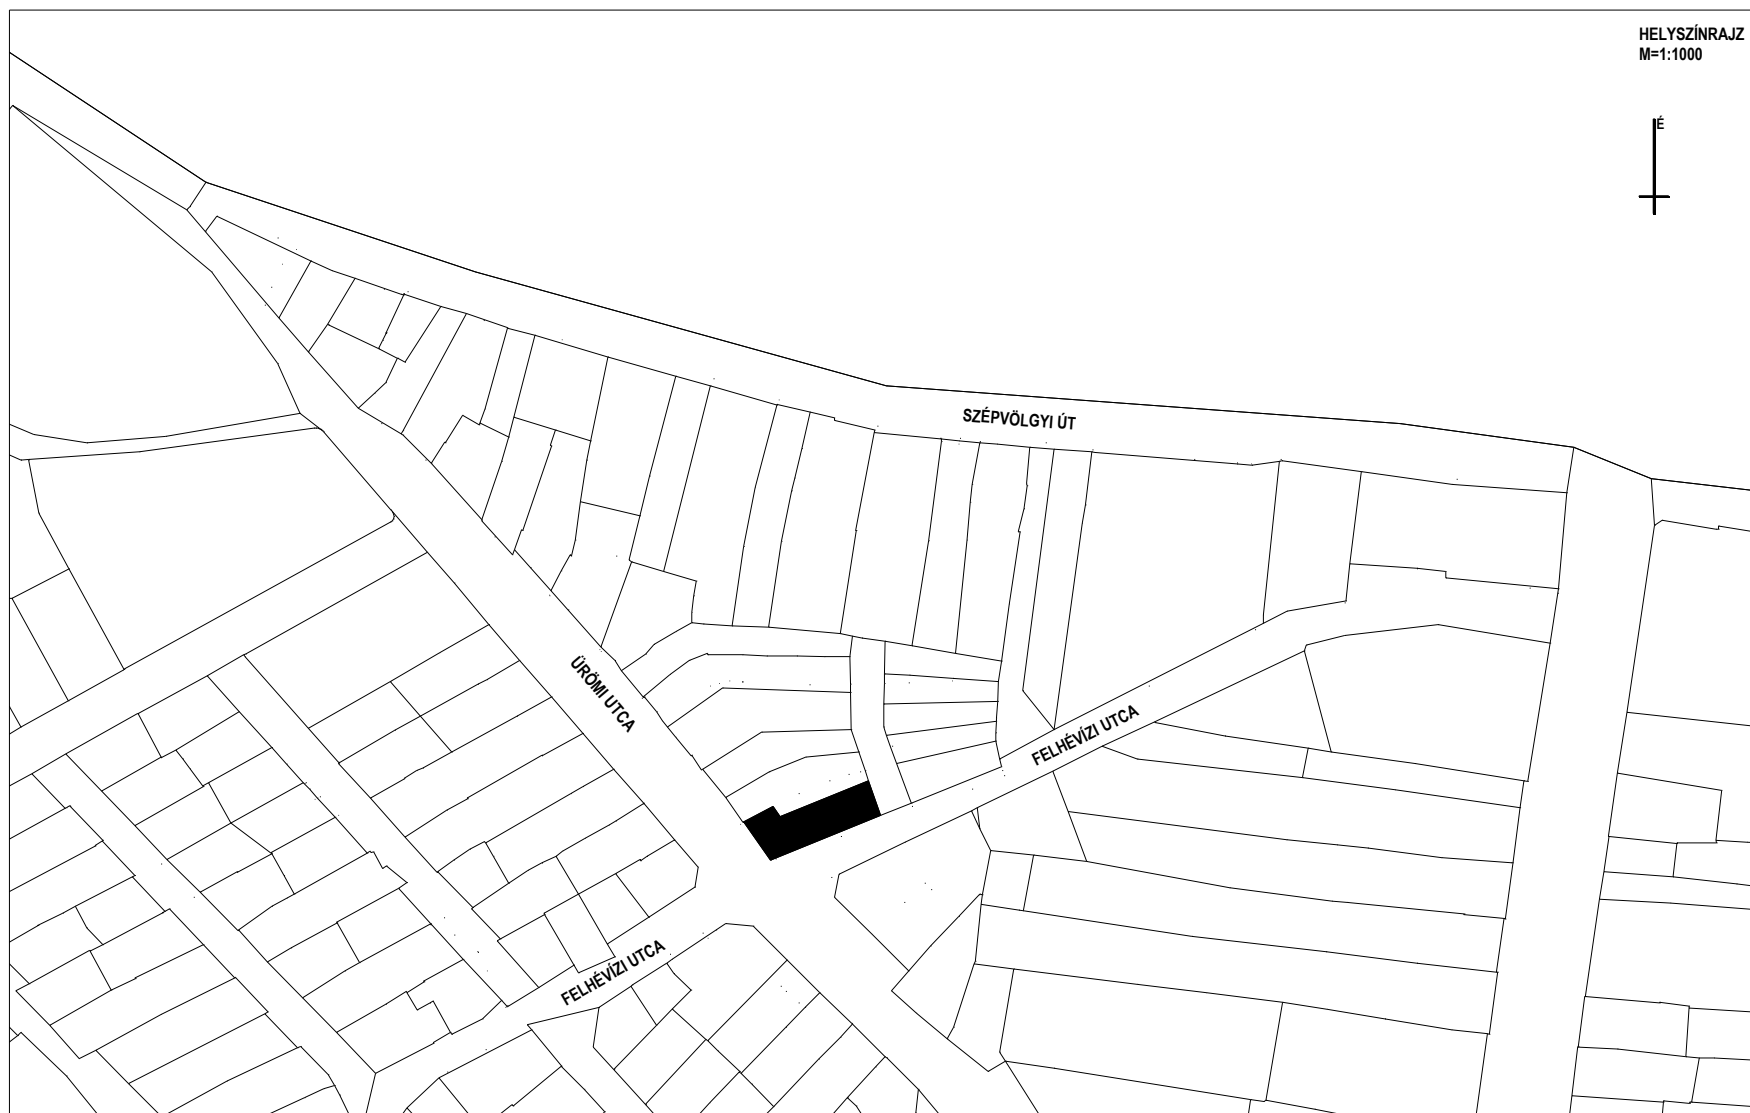 HELYSZÍNRAJZ
M=1:1000
É
SZÉPVÖLGYI ÚT
ÜRÖMI UTCA
FELHÉVÍZI UTCA
FELHÉVÍZI UTCA